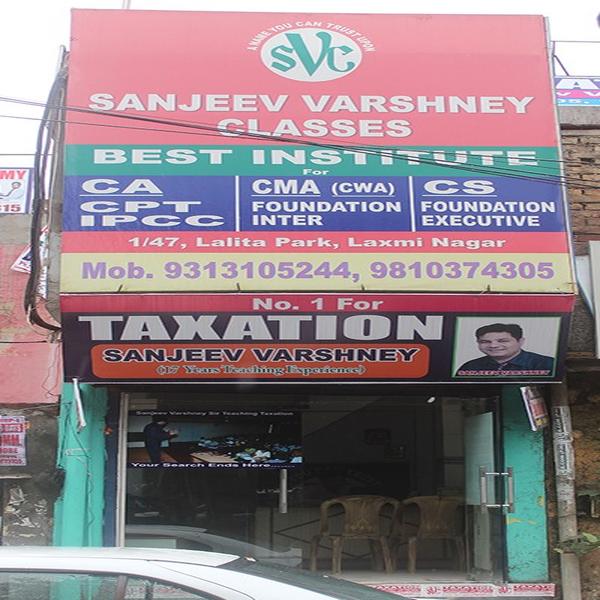 A NAME YOU CAN TRUST UPON
SVC
SANJEEV VARSHNEY
CLASSES
BEST INSTITUTE
For
CA
CPT
IPCC
CMA (CWA)
FOUNDATION
INTER
CS
FOUNDATION
EXECUTIVE
1/47, Lalita Park, Laxmi Nagar
Mob. 9313105244, 9810374305
No. 1 For
TAXATION
SANJEEV VARSHNEY
(17 Years Teaching Experience)
SANJEEV VARSHNEY
Sanjeev Varshney Sir Teaching Taxation
Your Search Ends Here......
MY